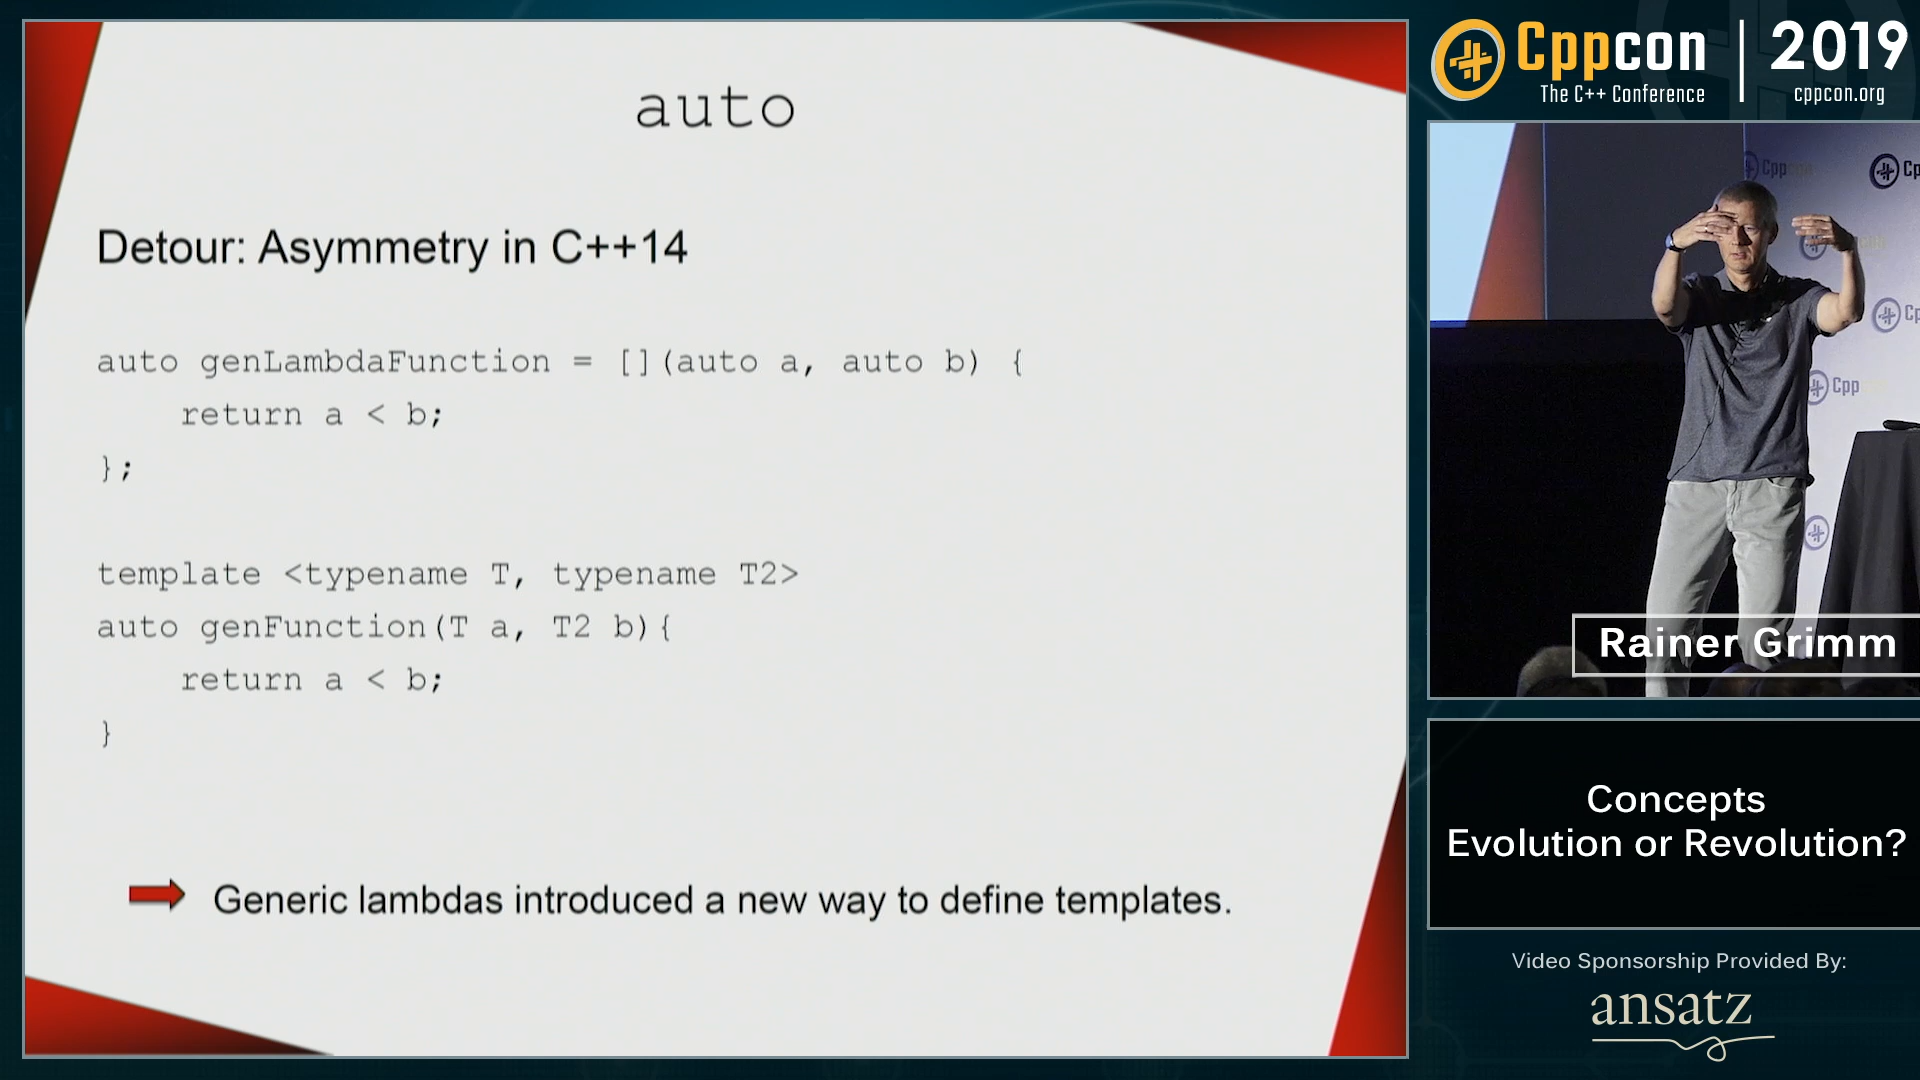 auto
Detour: Asymmetry in C++14
auto genLambdaFunction = [](auto a, auto b) {
    return a < b;
};
template <typename T, typename T2>
auto genFunction(T a, T2 b){
    return a < b;
}
Generic lambdas introduced a new way to define templates.
Cppcon
The C++ Conference
2019
cppcon.org
Cpp
Rainer Grimm
Concepts
Evolution or Revolution?
Video Sponsorship Provided By:
ansatz